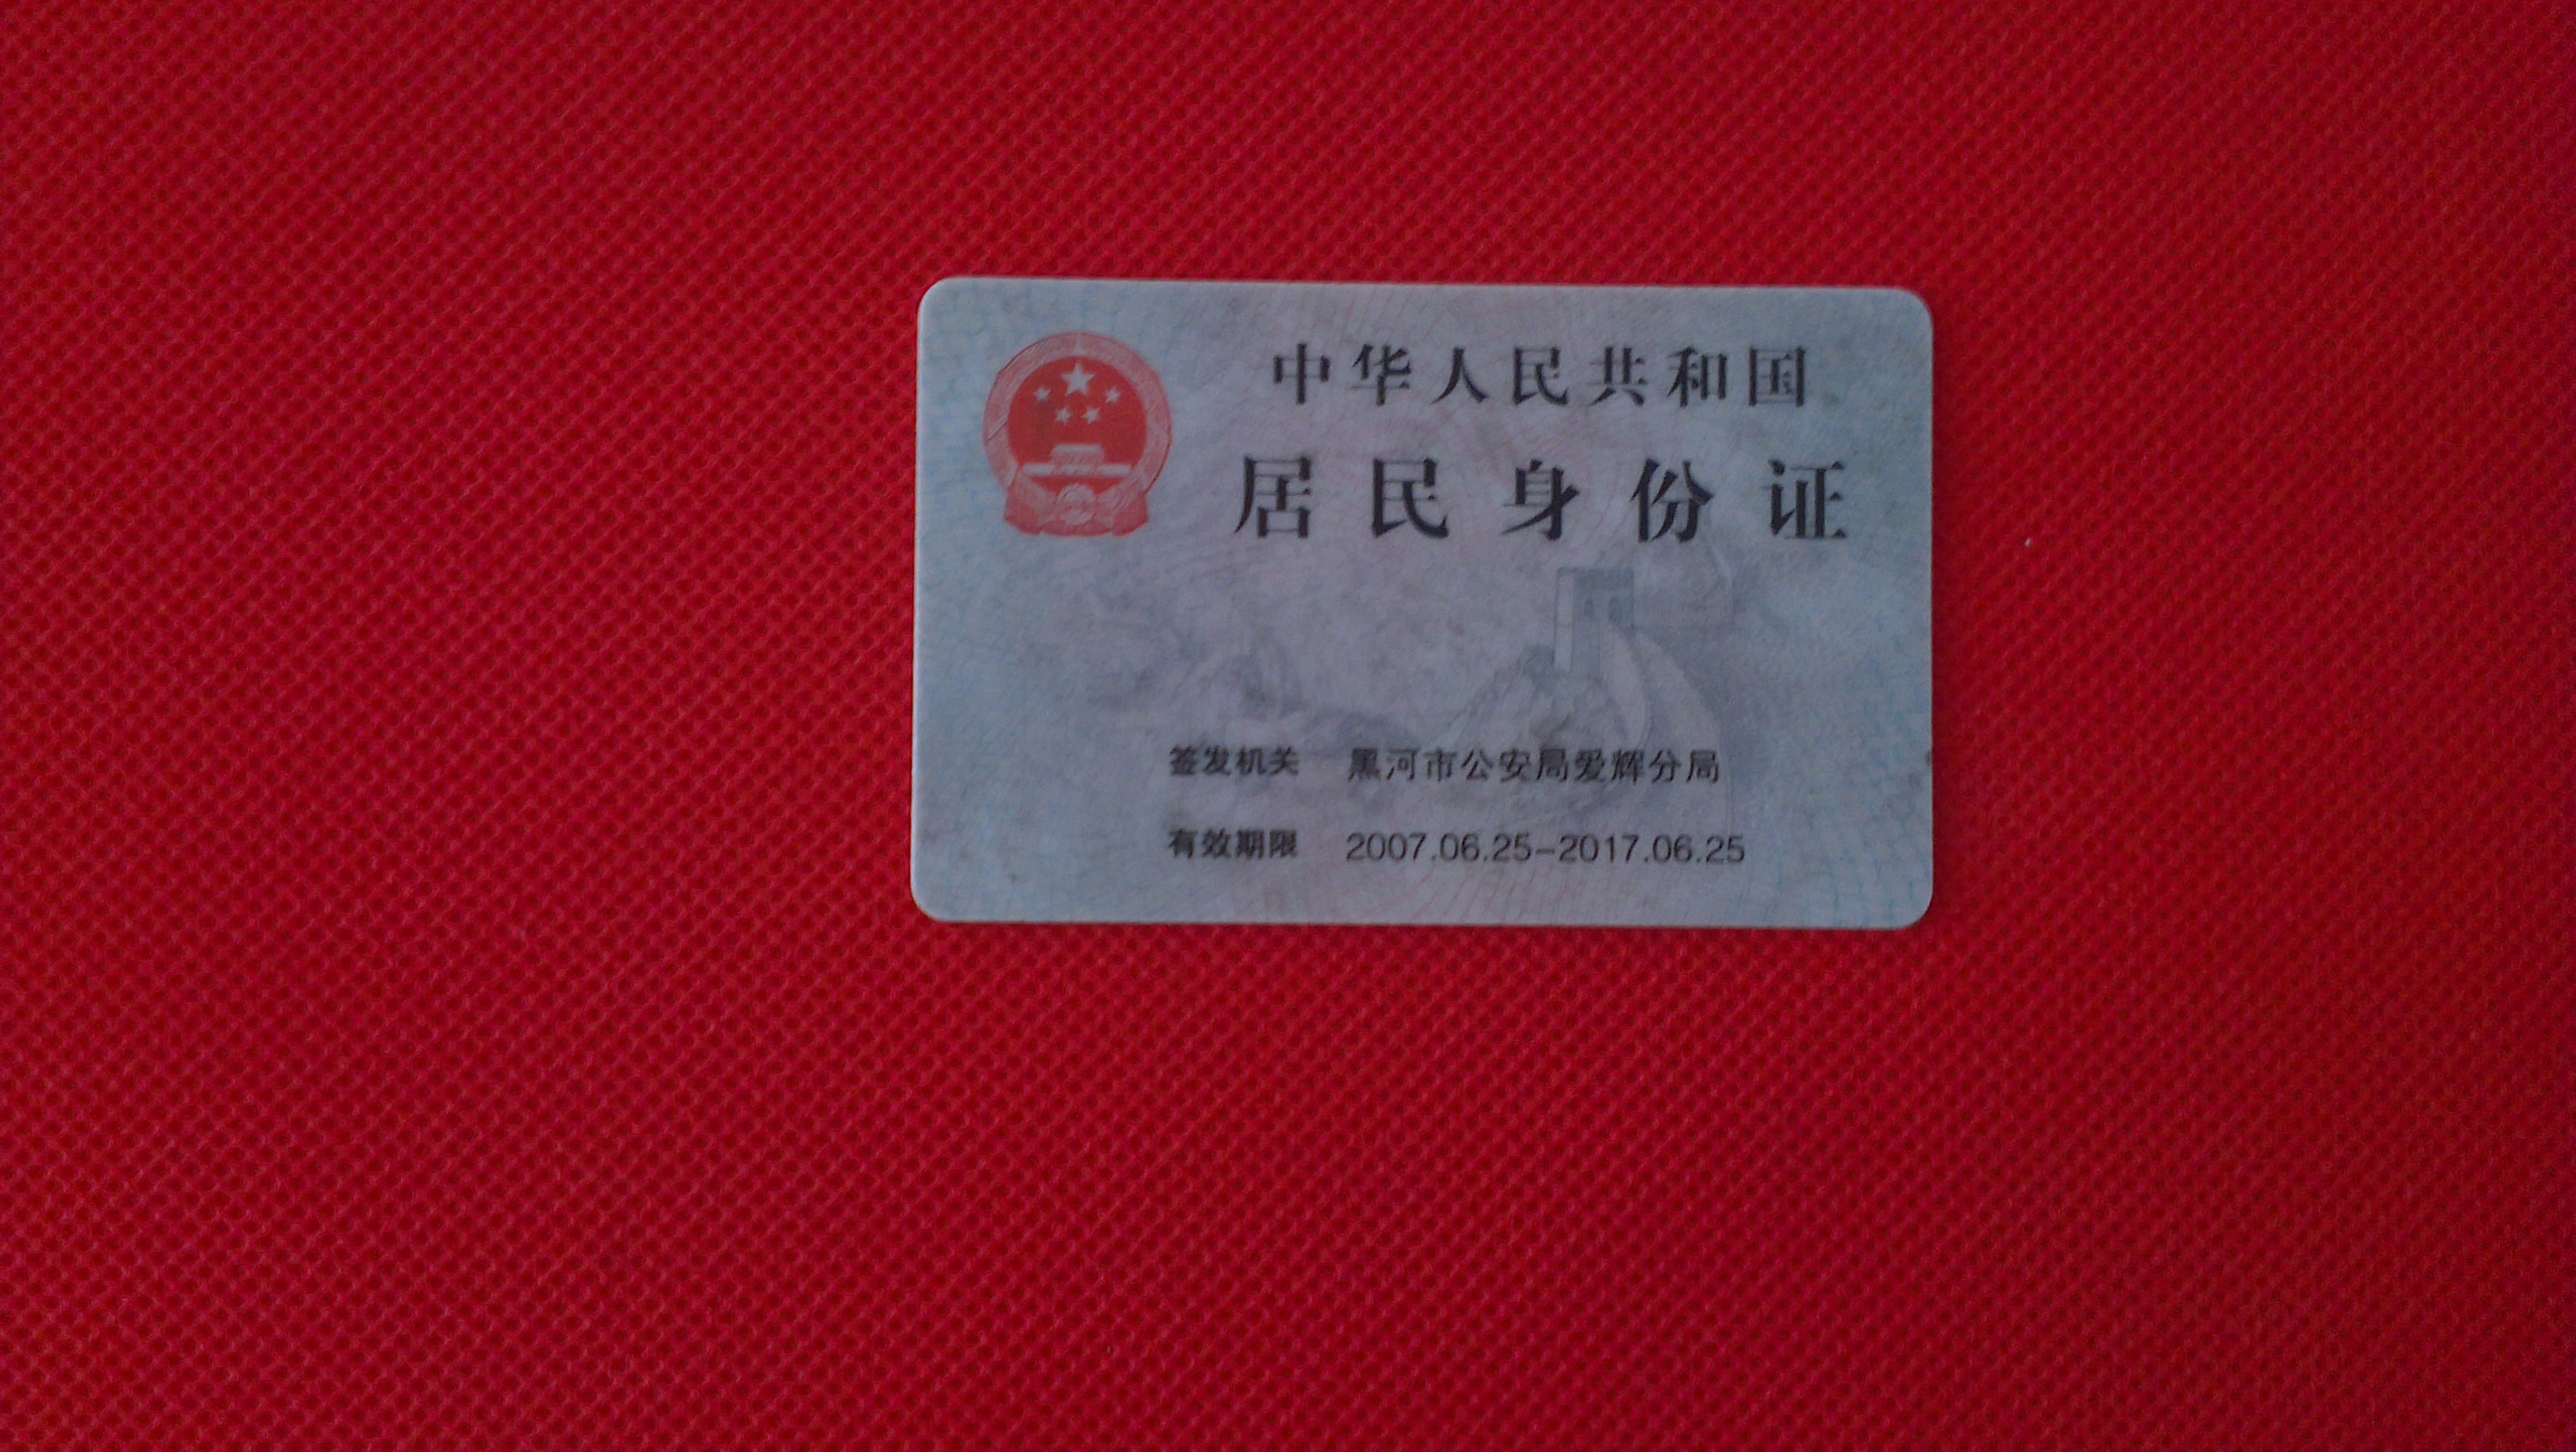 中华人民共和国
居民身份证
签发机关 黑河市公安局爱辉分局
有效期限 2007.06.25-2017.06.25